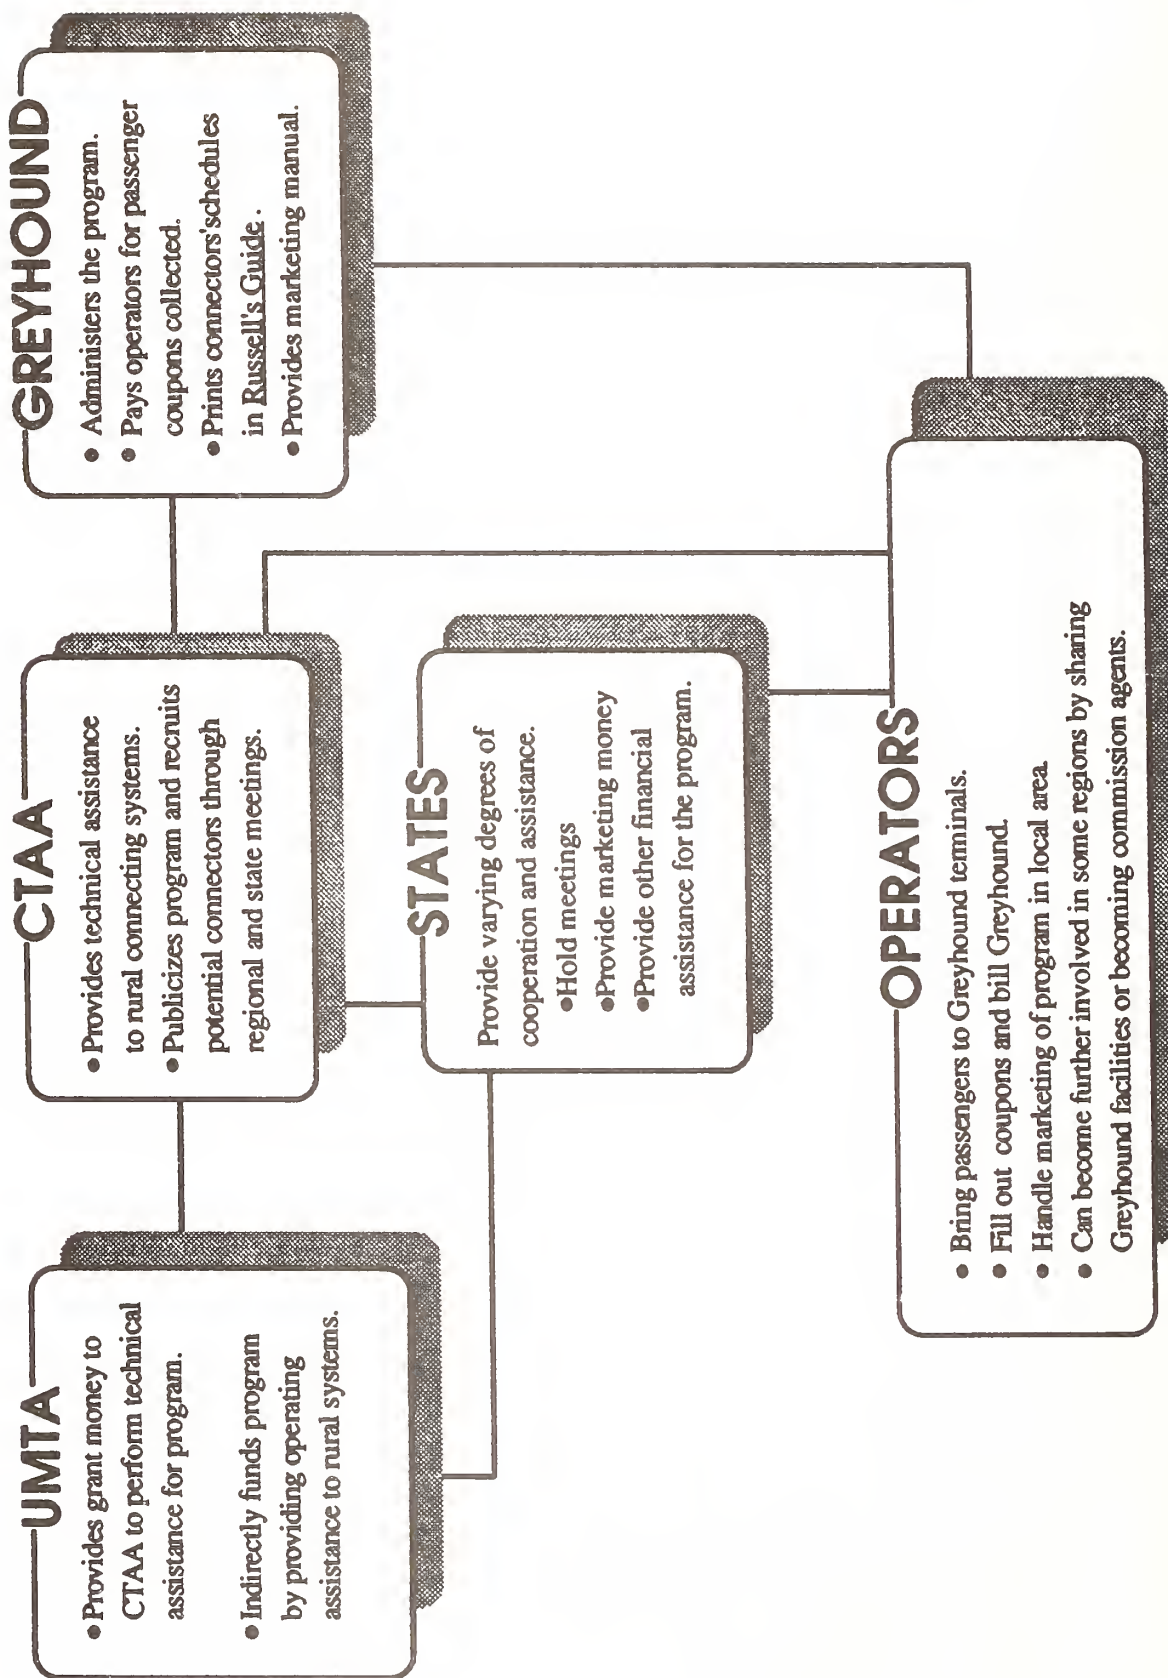 UMTA
•Provides grant money to
CTAA to perform technical
assistance for program.
•Indirectly funds program
by providing operating
assistance to rural systems.
CTAA
•Provides technical assistance
to rural connecting systems.
•Publicizes program and recruits
potential connectors through
regional and state meetings.
GREYHOUND
• Administers the program.
• Pays operators for passenger
coupons collected.
•Prints connectors'schedules
in Russell's Guide.
•Provides marketing manual.
STATES
Provide varying degrees of
cooperation and assistance.
•Hold meetings
•Provide marketing money
•Provide other financial
assistance for the program.
OPERATORS
• Bring passengers to Greyhound terminals.
• Fill out coupons and bill Greyhound.
• Handle marketing of program in local area.
• Can become further involved in some regions by sharing
Greyhound facilities or becoming commission agents.